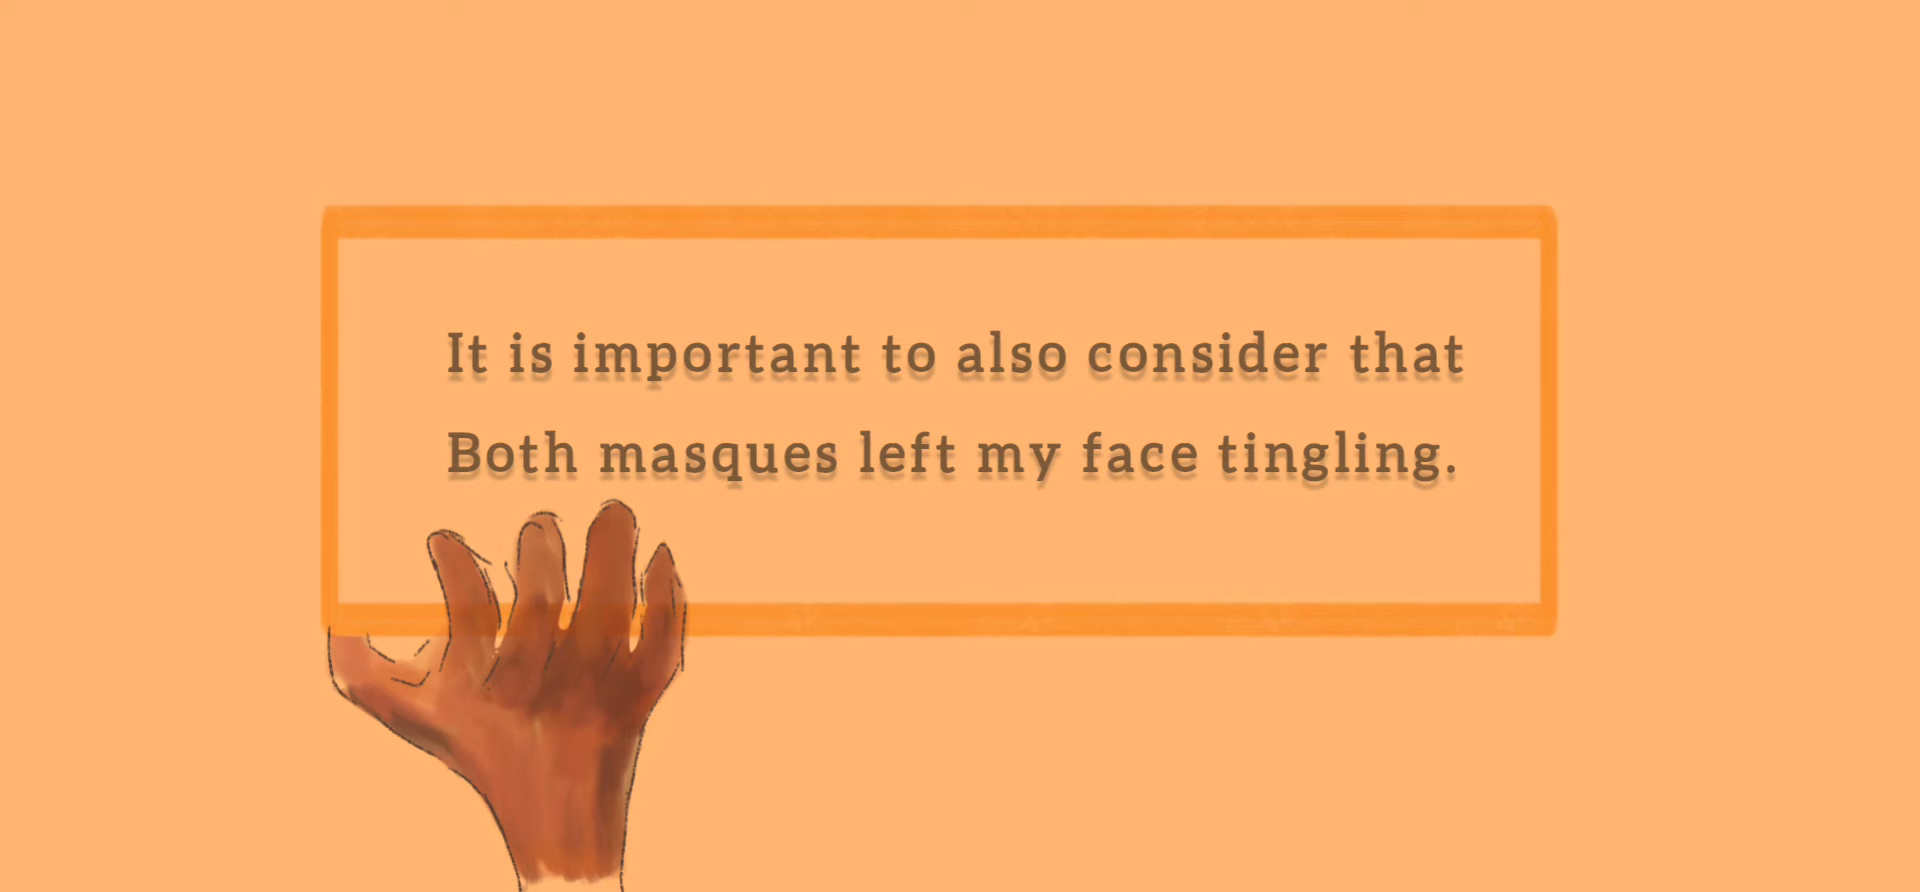 It is important to also consider that
Both masques left my face tingling.